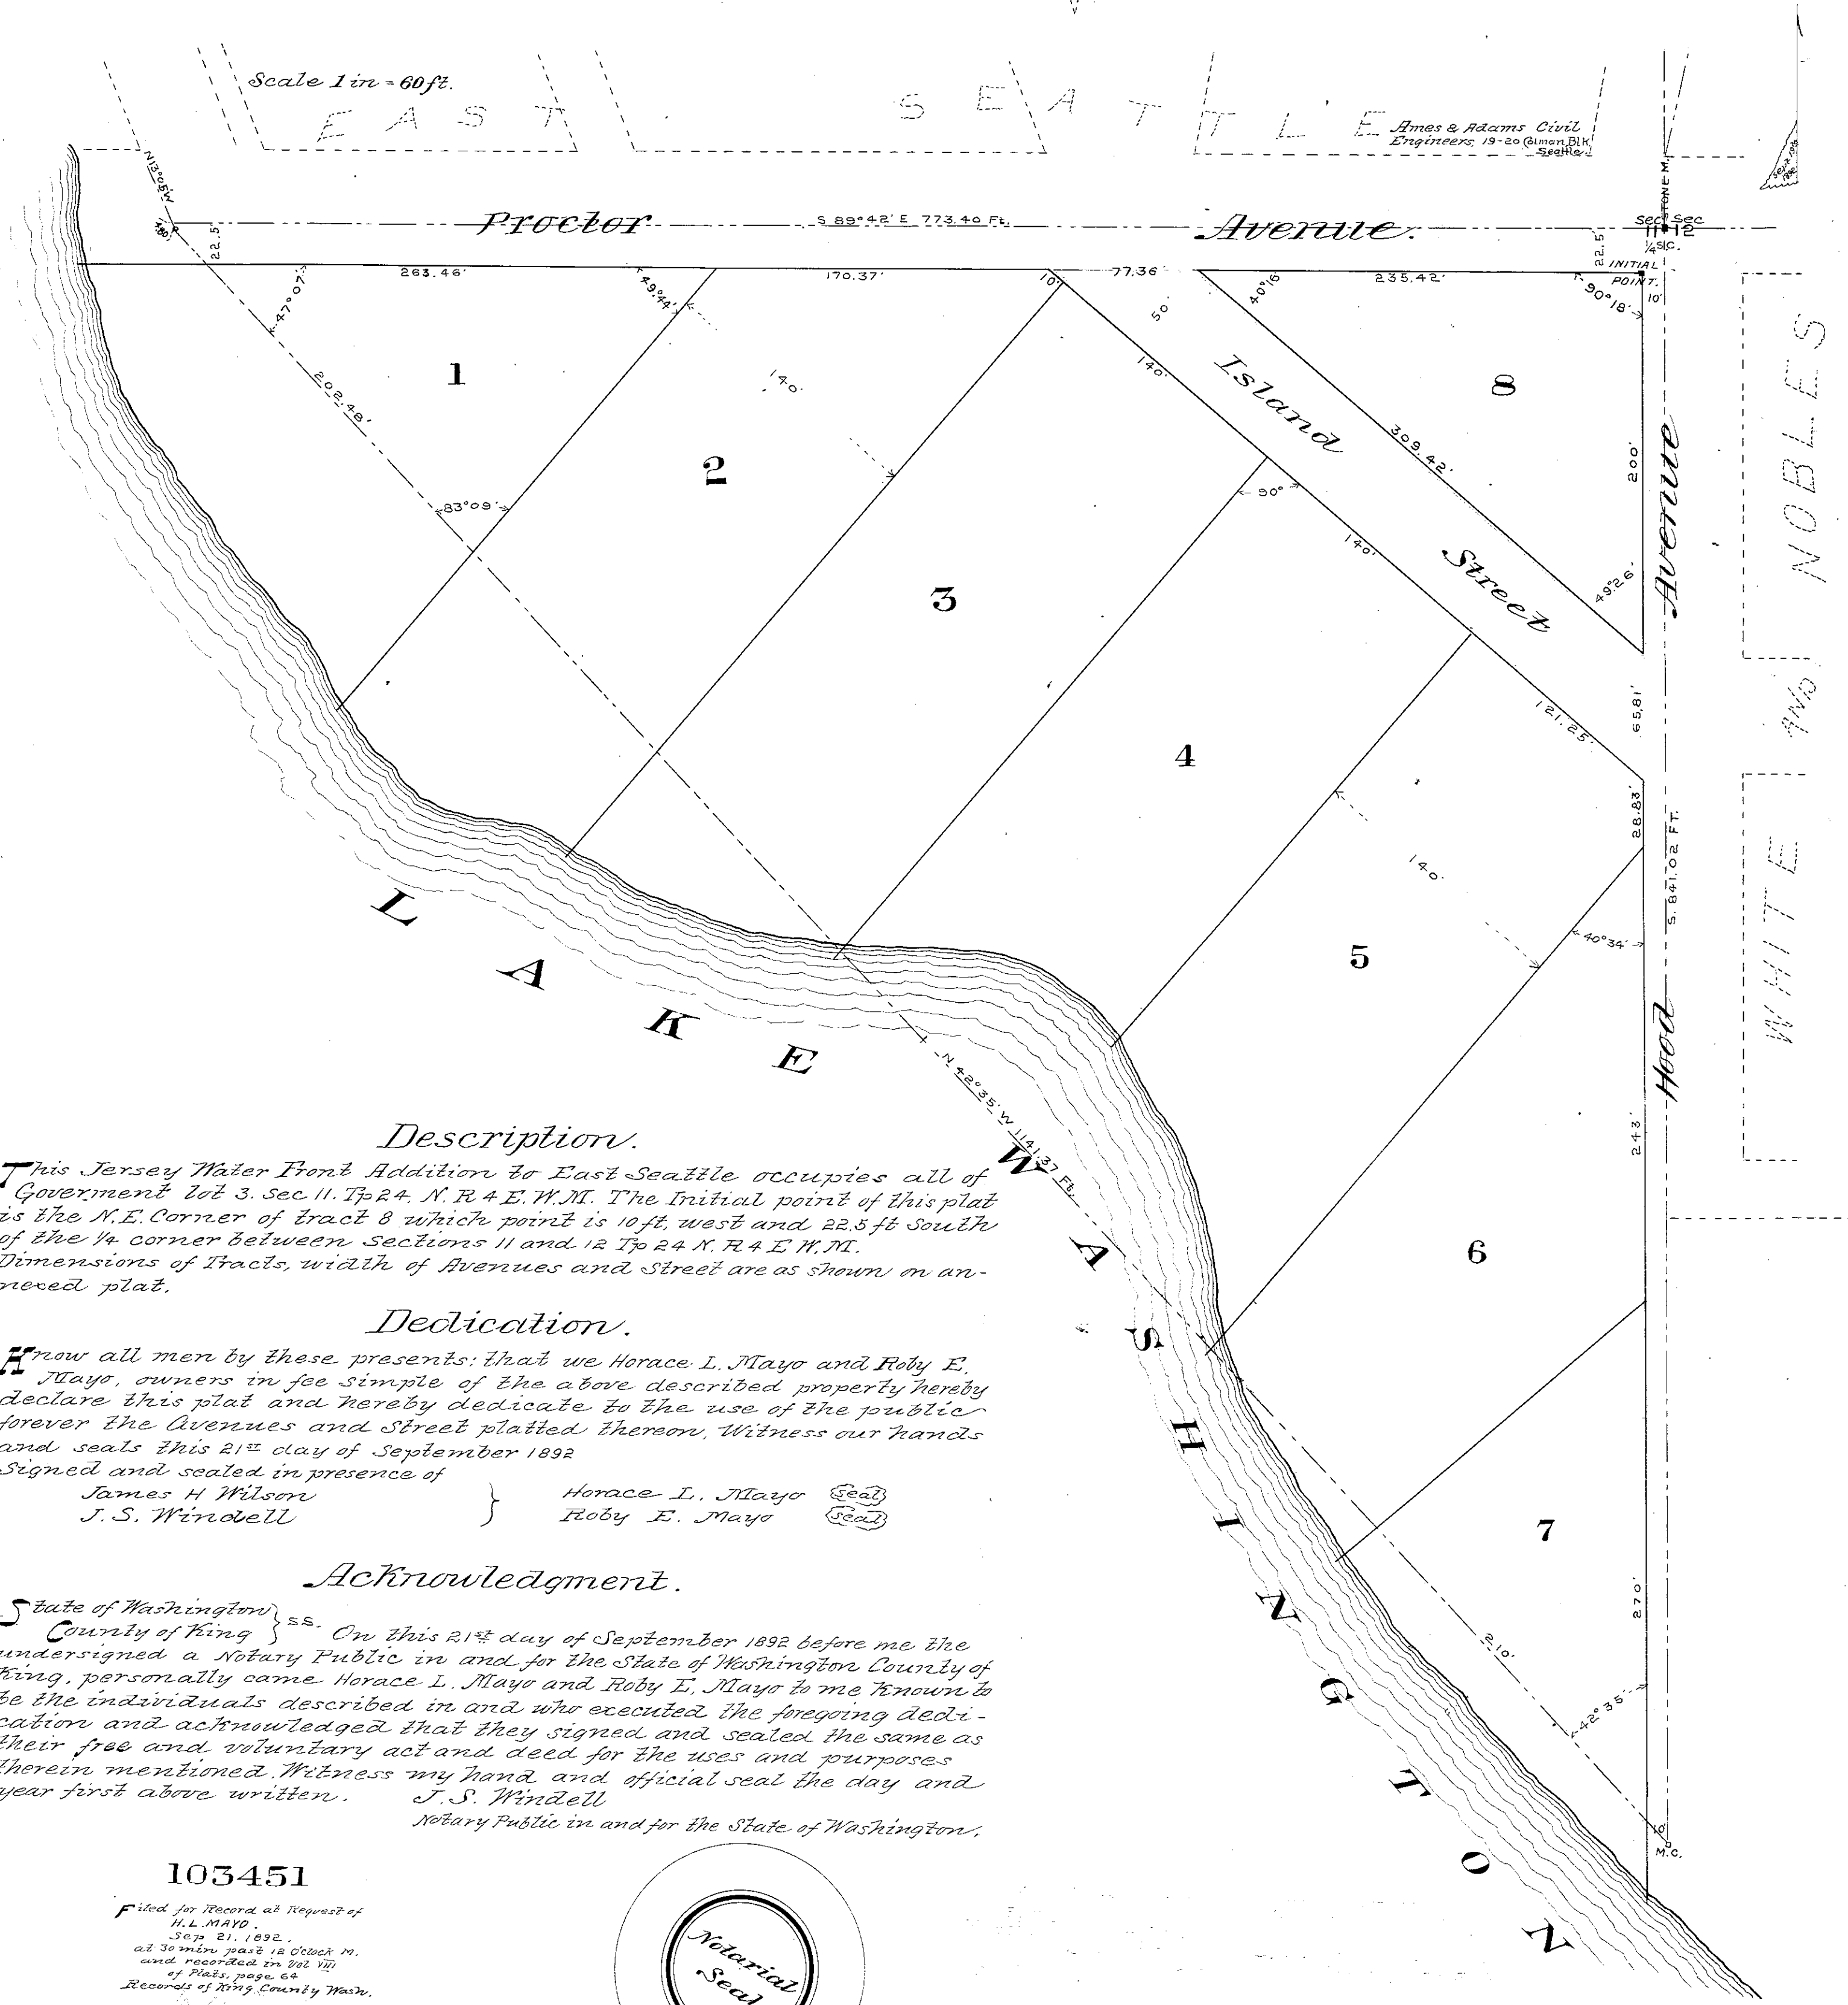 Scale 1 in = 60 ft.
EAST SEATTLE
Ames & Adams Civil
Engineers, 19-20 Colman Blk
Seattle.
N 13°05' W
Proctor Avenue.
S 89°42' E 773.40 Ft.
22.5
22.5
Sec Sec
11 12
1/4 S.C.
INITIAL
POINT.
10'
263.46'
170.37'
10'
77.36'
235.42'
47°07'
49°44'
40°16'
90°18'
50'
1
2
3
4
5
6
7
8
202.48'
140.
140'
140'
140.
Island Street
309.42'
200'
49°26'
83°09'
90°
121.25'
65.81'
28.83'
S. 841.02 FT.
40°34'
243'
270'
210'
42°35'
10'
M.C.
Hood Avenue
NOBLES
AND
WHITE
N 42°35' W 1141.37 Ft.
LAKE
WASHINGTON
Description.
This Jersey Water Front Addition to East Seattle occupies all of
Goverment lot 3. Sec 11. Tp 24. N. R 4 E. W.M. The Initial point of this plat
is the N.E. Corner of tract 8 which point is 10 ft. west and 22.5 ft South
of the 1/4 corner between Sections 11 and 12 Tp 24 N. R 4 E W.M.
Dimensions of Tracts, width of Avenues and Street are as shown on an-
nexed plat.
Dedication.
Know all men by these presents; that we Horace L. Mayo and Roby E.
Mayo, owners in fee simple of the above described property hereby
declare this plat and hereby dedicate to the use of the public
forever the Avenues and Street platted thereon, Witness our hands
and seals this 21st day of September 1892
Signed and sealed in presence of
James H Wilson Horace L. Mayo (Seal)
J. S. Windell Roby E. Mayo (Seal)
Acknowledgment.
State of Washington
County of King } ss. On this 21st day of September 1892 before me the
undersigned a Notary Public in and for the State of Washington County of
King, personally came Horace L. Mayo and Roby E. Mayo to me known to
be the individuals described in and who executed the foregoing dedi-
cation and acknowledged that they signed and sealed the same as
their free and voluntary act and deed for the uses and purposes
therein mentioned. Witness my hand and official seal the day and
year first above written. J. S. Windell
Notary Public in and for the State of Washington.
103451
Filed for Record at Request of
H. L. MAYO.
Sep 21. 1892.
at 30 min past 12 O'clock M.
and recorded in Vol VIII
of Plats, page 64
Records of King County Wash.
Notarial
Seal